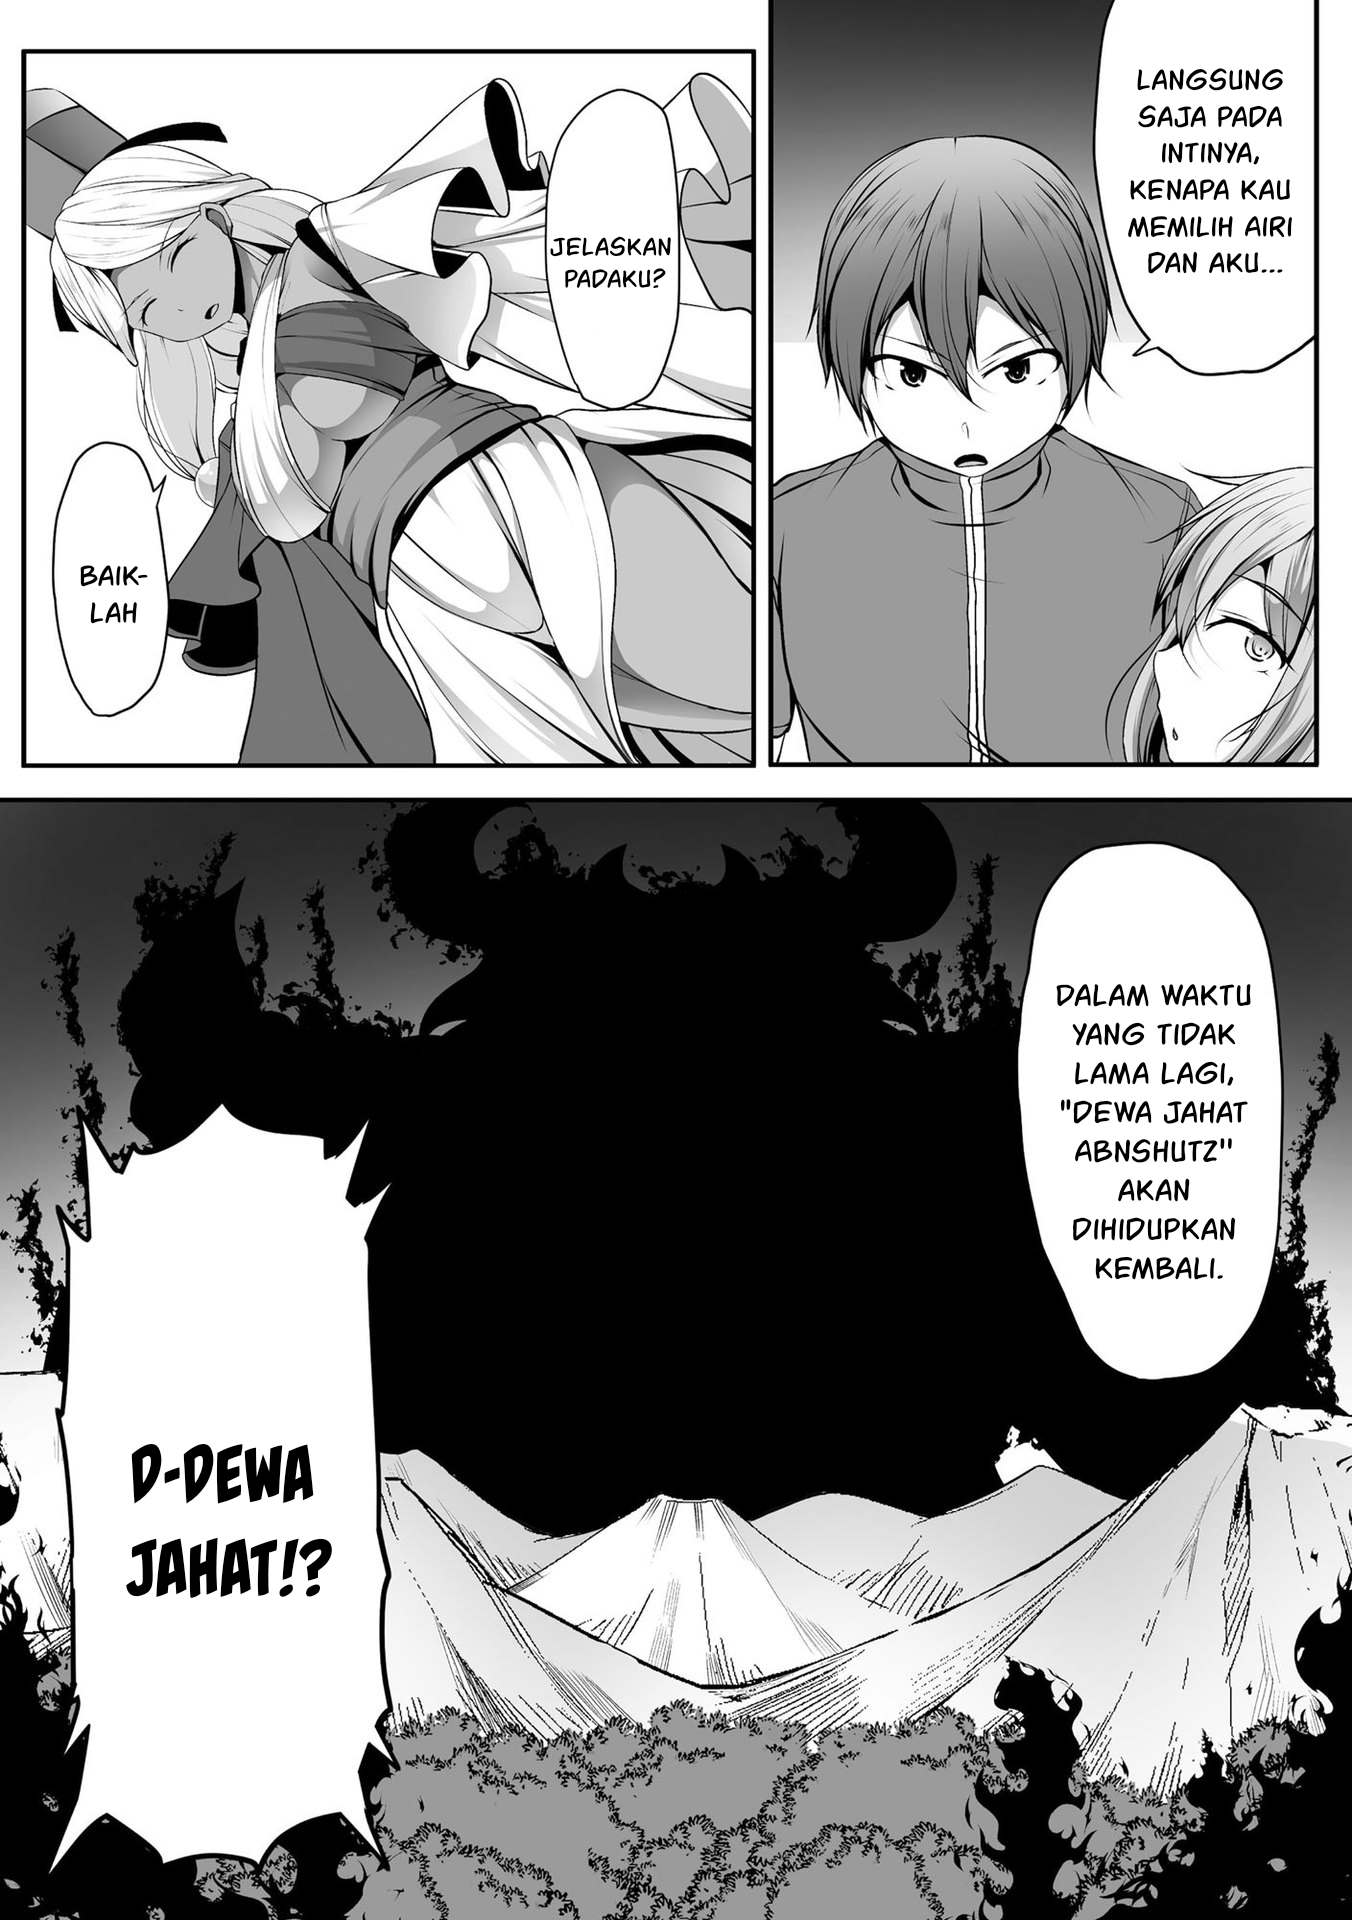 LANGSUNG
SAJA PADA
INTINYA,
KENAPA KAU
MEMILIH AIRI
DAN AKU...
JELASKAN
PADAKU?
BAIK-
LAH
DALAM WAKTU
YANG TIDAK
LAMA LAGI,
"DEWA JAHAT
ABNSHUTZ"
AKAN
DIHIDUPKAN
KEMBALI.
D-DEWA
JAHAT!?